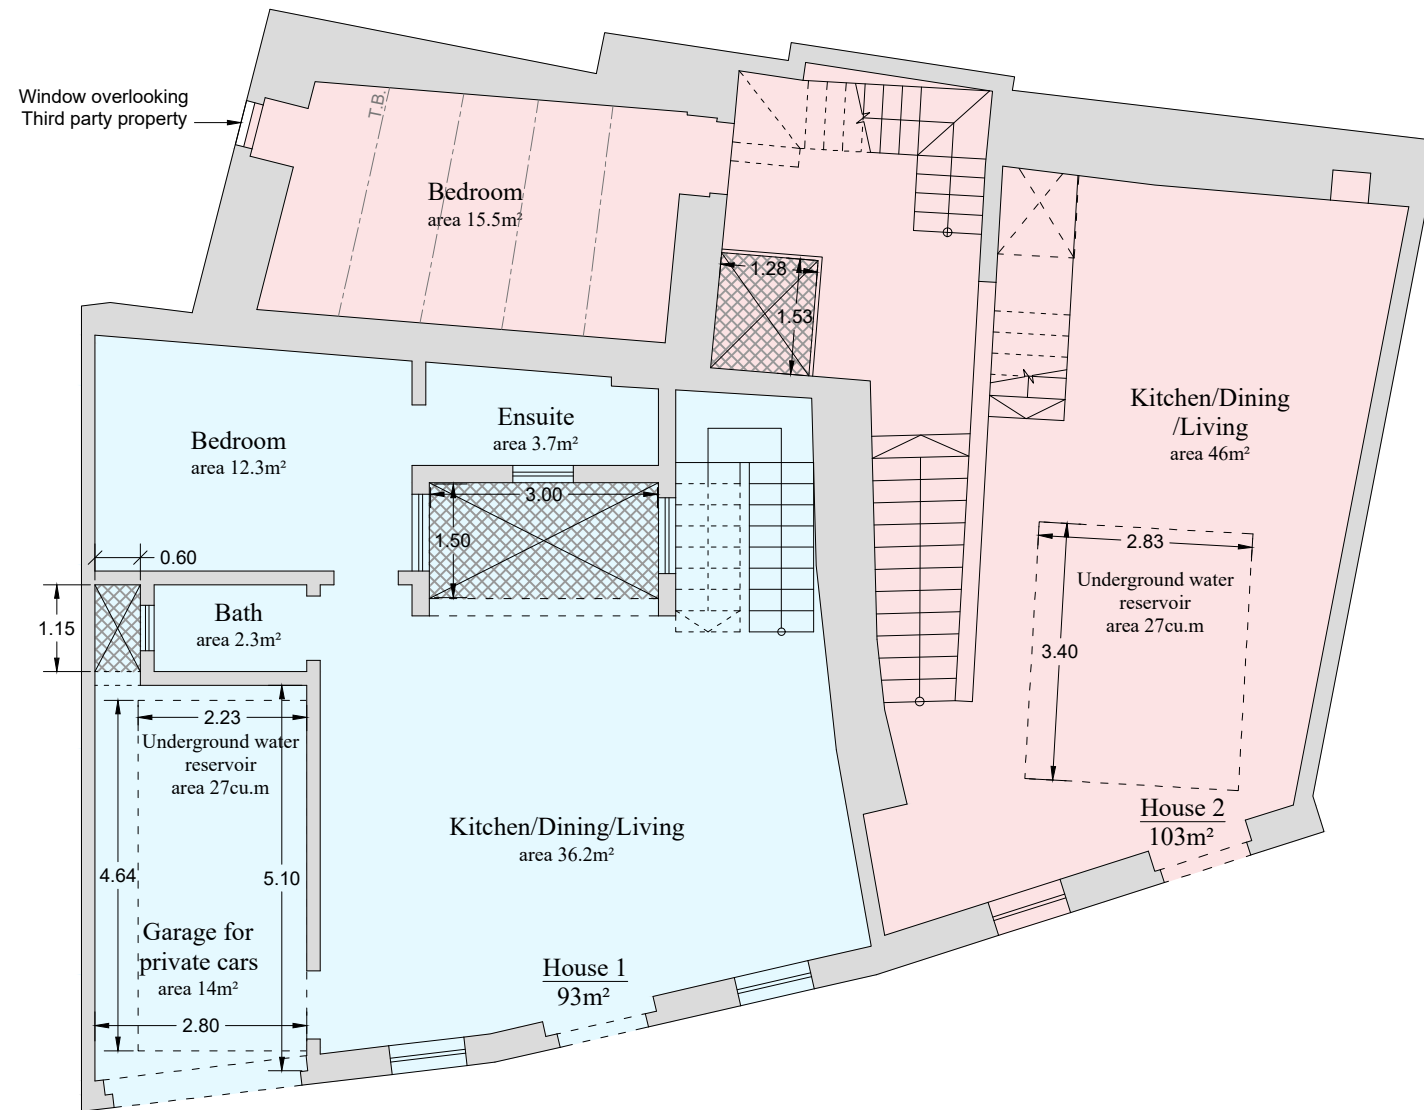 Window overlooking
Third party property
T.B.
Bedroom
area 15.5m²
1.28
1.53
Kitchen/Dining
/Living
area 46m²
Ensuite
area 3.7m²
Bedroom
area 12.3m²
3.00
1.50
0.60
2.83
Underground water
reservoir
area 27cu.m
3.40
Bath
area 2.3m²
1.15
2.23
Underground water
reservoir
area 27cu.m
House 2
103m²
Kitchen/Dining/Living
area 36.2m²
4.64
5.10
Garage for
private cars
area 14m²
House 1
93m²
2.80